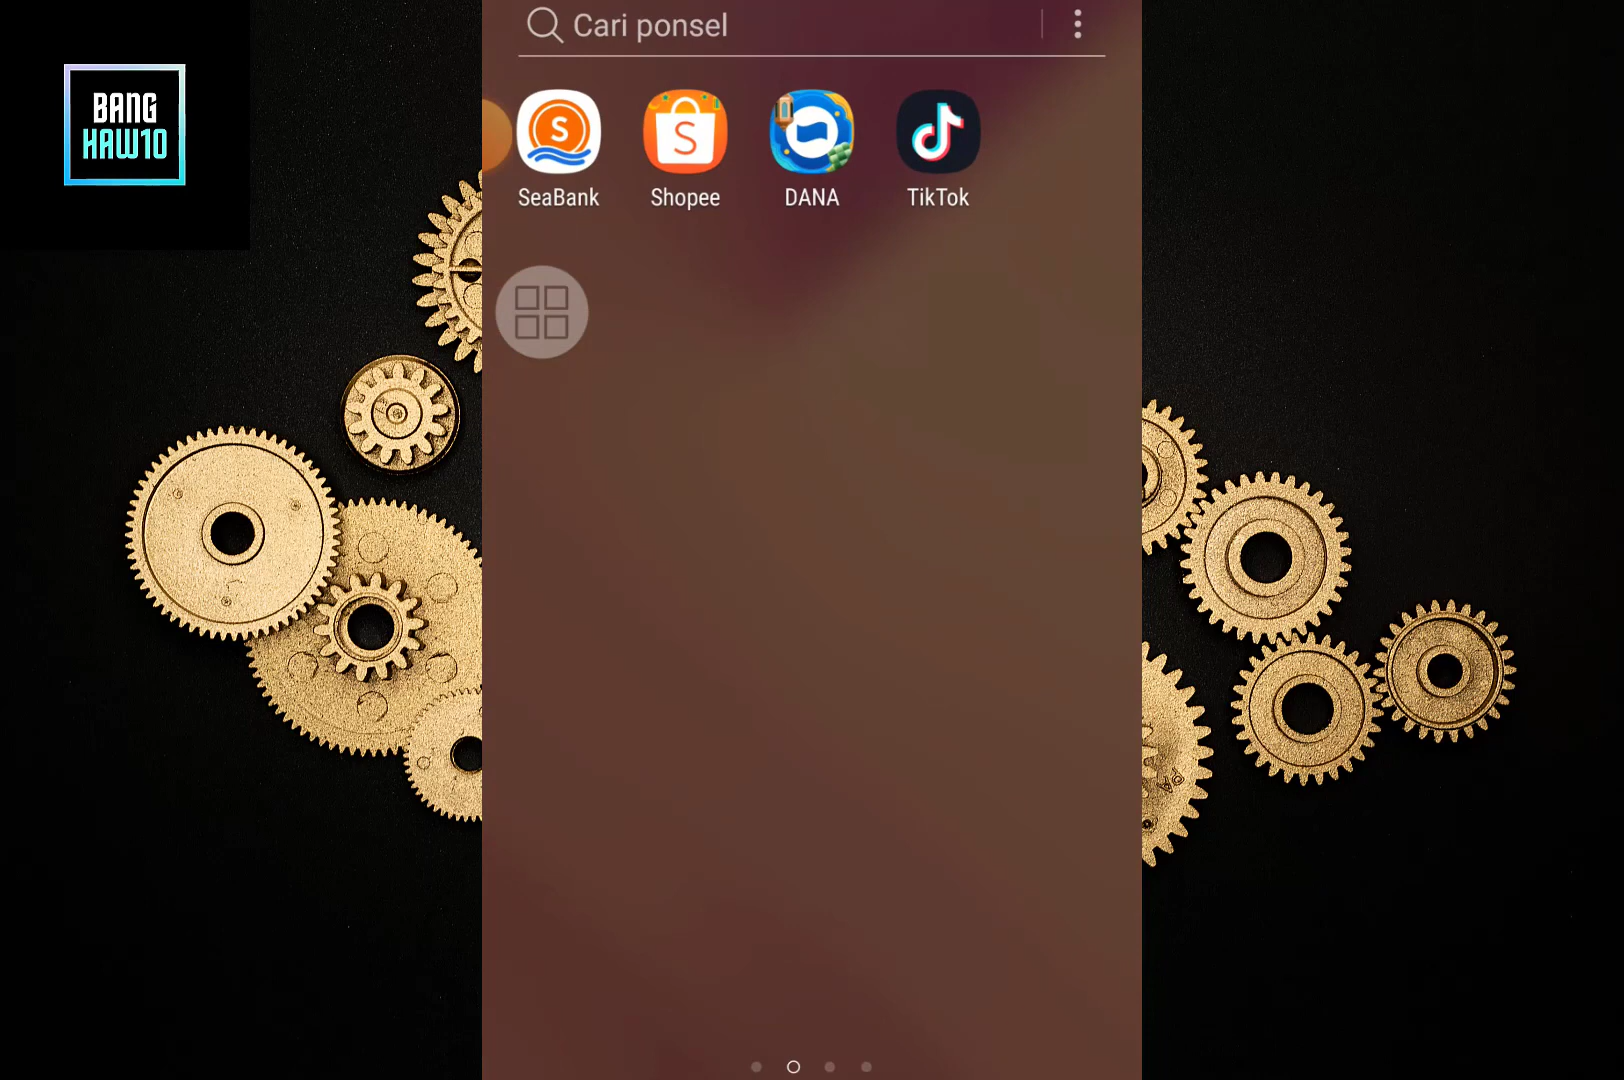 BANG
HAW10
Cari ponsel
SeaBank
Shopee
DANA
TikTok